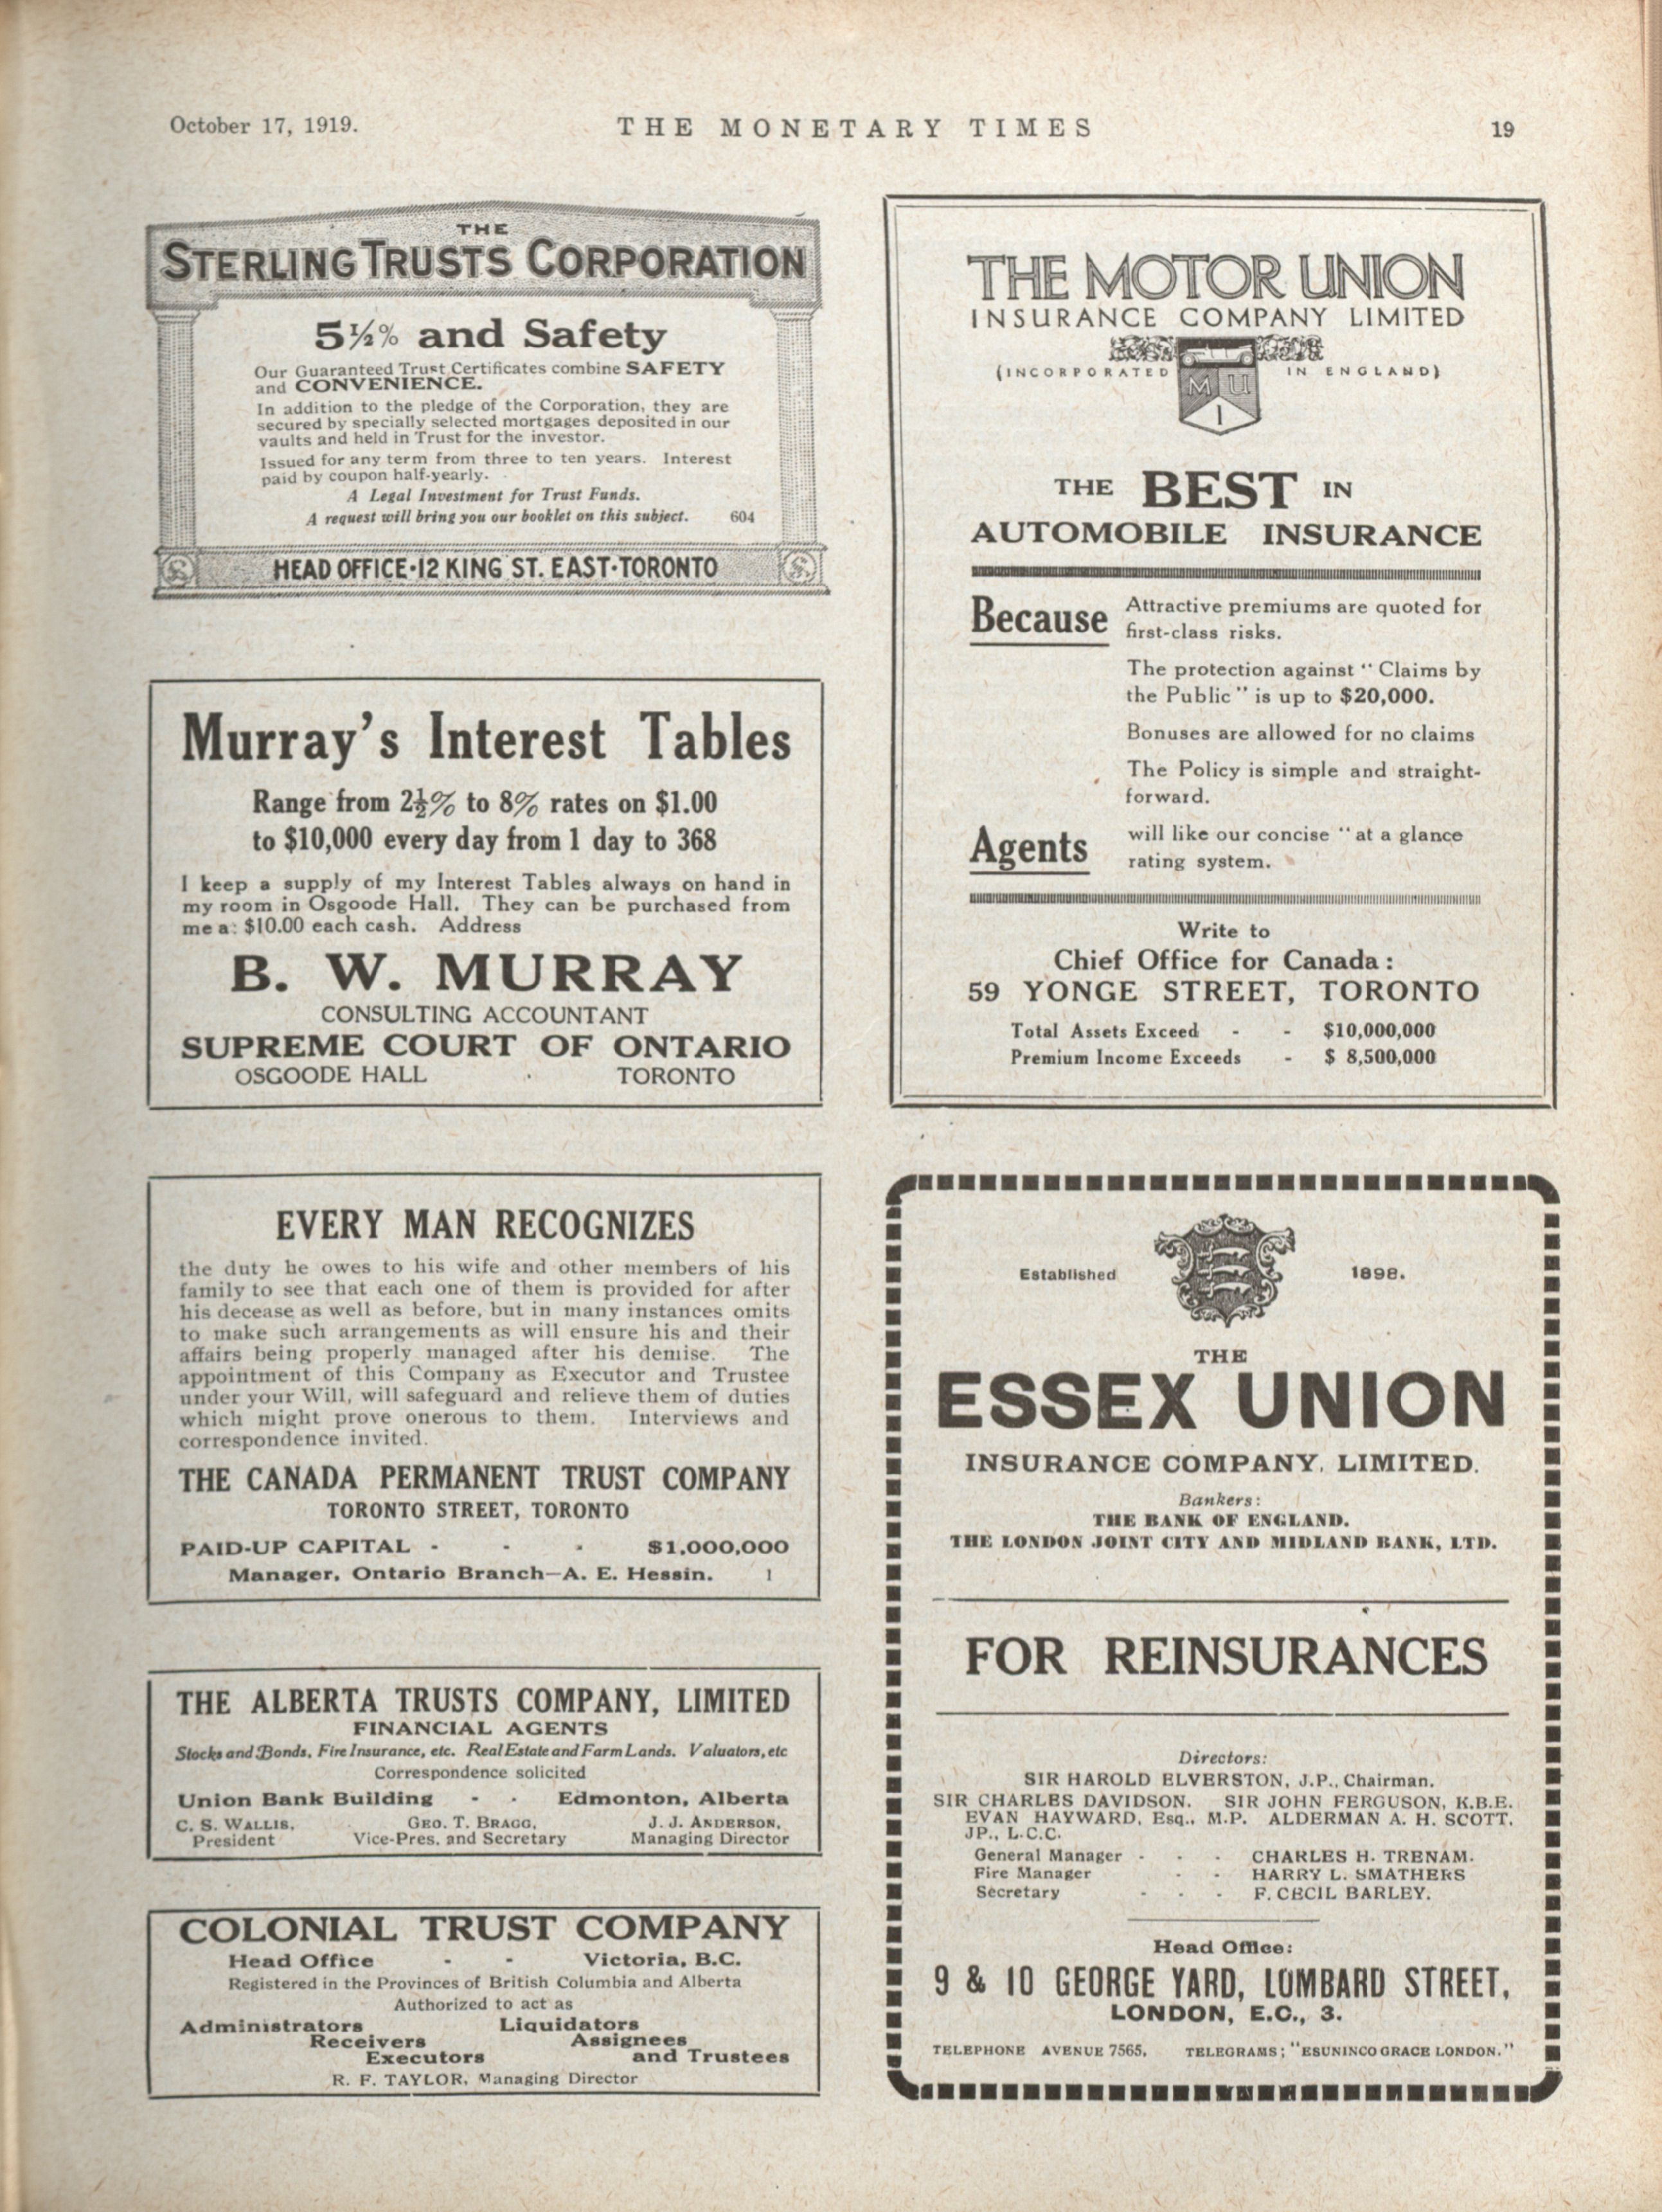 October 17, 1919.
THE MONETARY TIMES
19
THE
STERLING TRUSTS CORPORATION
5½% and Safety
Our Guaranteed Trust Certificates combine SAFETY
and CONVENIENCE.
In addition to the pledge of the Corporation, they are
secured by specially selected mortgages deposited in our
vaults and held in Trust for the investor.
Issued for any term from three to ten years. Interest
paid by coupon half-yearly.
A Legal Investment for Trust Funds.
A request will bring you our booklet on this subject. 604
HEAD OFFICE·12 KING ST. EAST·TORONTO
Murray's Interest Tables
Range from 2½% to 8% rates on $1.00
to $10,000 every day from 1 day to 368
I keep a supply of my Interest Tables always on hand in
my room in Osgoode Hall. They can be purchased from
me a: $10.00 each cash. Address
B. W. MURRAY
CONSULTING ACCOUNTANT
SUPREME COURT OF ONTARIO
OSGOODE HALL . TORONTO
EVERY MAN RECOGNIZES
the duty he owes to his wife and other members of his
family to see that each one of them is provided for after
his decease as well as before, but in many instances omits
to make such arrangements as will ensure his and their
affairs being properly managed after his demise. The
appointment of this Company as Executor and Trustee
under your Will, will safeguard and relieve them of duties
which might prove onerous to them. Interviews and
correspondence invited.
THE CANADA PERMANENT TRUST COMPANY
TORONTO STREET, TORONTO
PAID-UP CAPITAL - - - $1,000,000
Manager, Ontario Branch—A. E. Hessin. 1
THE ALBERTA TRUSTS COMPANY, LIMITED
FINANCIAL AGENTS
Stocks and Bonds, Fire Insurance, etc. Real Estate and Farm Lands. Valuators, etc
Correspondence solicited
Union Bank Building - - Edmonton, Alberta
C. S. WALLIS, GEO. T. BRAGG, J. J. ANDERSON,
President Vice-Pres. and Secretary Managing Director
COLONIAL TRUST COMPANY
Head Office - - Victoria, B.C.
Registered in the Provinces of British Columbia and Alberta
Authorized to act as
Administrators Liquidators
Receivers Assignees
Executors and Trustees
R. F. TAYLOR, Managing Director
THE MOTOR UNION
INSURANCE COMPANY LIMITED
(INCORPORATED IN ENGLAND)
M U
I
THE BEST IN
AUTOMOBILE INSURANCE
Because Attractive premiums are quoted for
first-class risks.
The protection against "Claims by
the Public" is up to $20,000.
Bonuses are allowed for no claims
The Policy is simple and straight-
forward.
Agents will like our concise "at a glance
rating system.
Write to
Chief Office for Canada:
59 YONGE STREET, TORONTO
Total Assets Exceed - - $10,000,000
Premium Income Exceeds - $ 8,500,000
Established 1898.
THE
ESSEX UNION
INSURANCE COMPANY, LIMITED.
Bankers:
THE BANK OF ENGLAND.
THE LONDON JOINT CITY AND MIDLAND BANK, LTD.
FOR REINSURANCES
Directors:
SIR HAROLD ELVERSTON, J.P., Chairman.
SIR CHARLES DAVIDSON. SIR JOHN FERGUSON, K.B.E.
EVAN HAYWARD, Esq., M.P. ALDERMAN A. H. SCOTT,
JP., L.C.C.
General Manager - - - CHARLES H. TRENAM.
Fire Manager - - HARRY L. SMATHERS
Secretary - - - F. CECIL BARLEY.
Head Office:
9 & 10 GEORGE YARD, LOMBARD STREET,
LONDON, E.C., 3.
TELEPHONE AVENUE 7565, TELEGRAMS; "ESUNINCO GRACE LONDON."